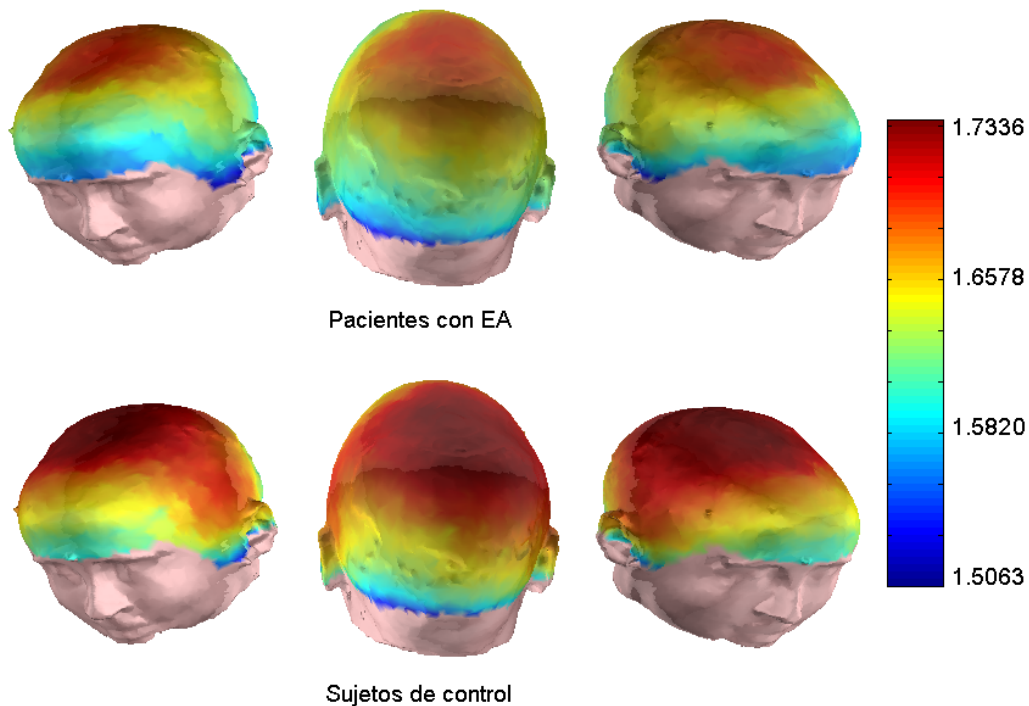 1.7336
1.6578
Pacientes con EA
1.5820
1.5063
Sujetos de control